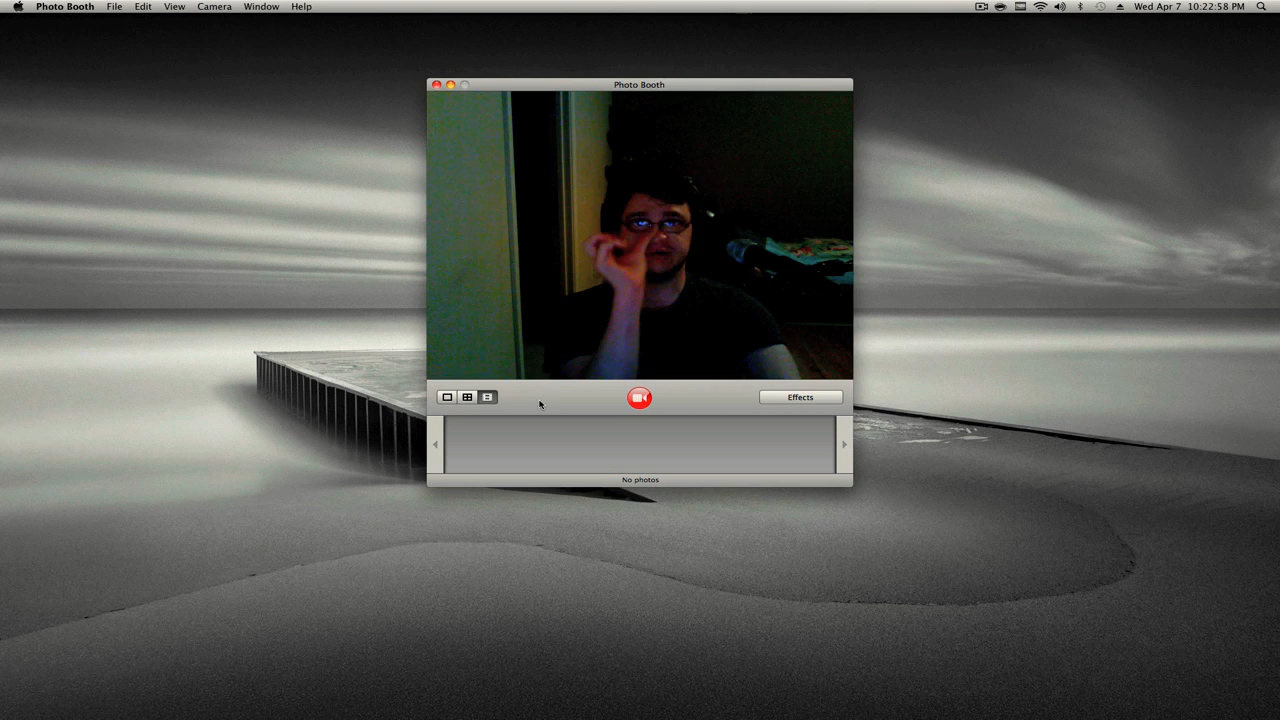 Photo Booth File Edit View Camera Window Help Wed Apr 7 10:22:58 PM
Photo Booth
Effects
No photos